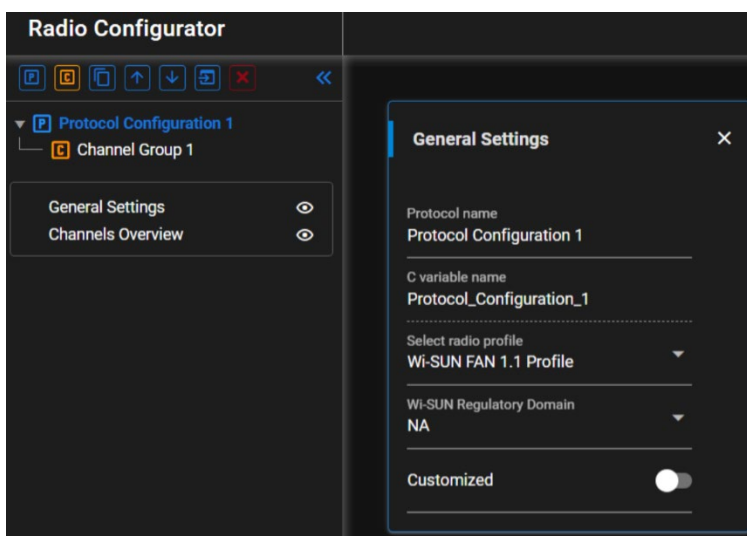 Radio Configurator
P C
Protocol Configuration 1
Channel Group 1
General Settings
Channels Overview
General Settings
Protocol name
Protocol Configuration 1
C variable name
Protocol_Configuration_1
Select radio profile
Wi-SUN FAN 1.1 Profile
Wi-SUN Regulatory Domain
NA
Customized